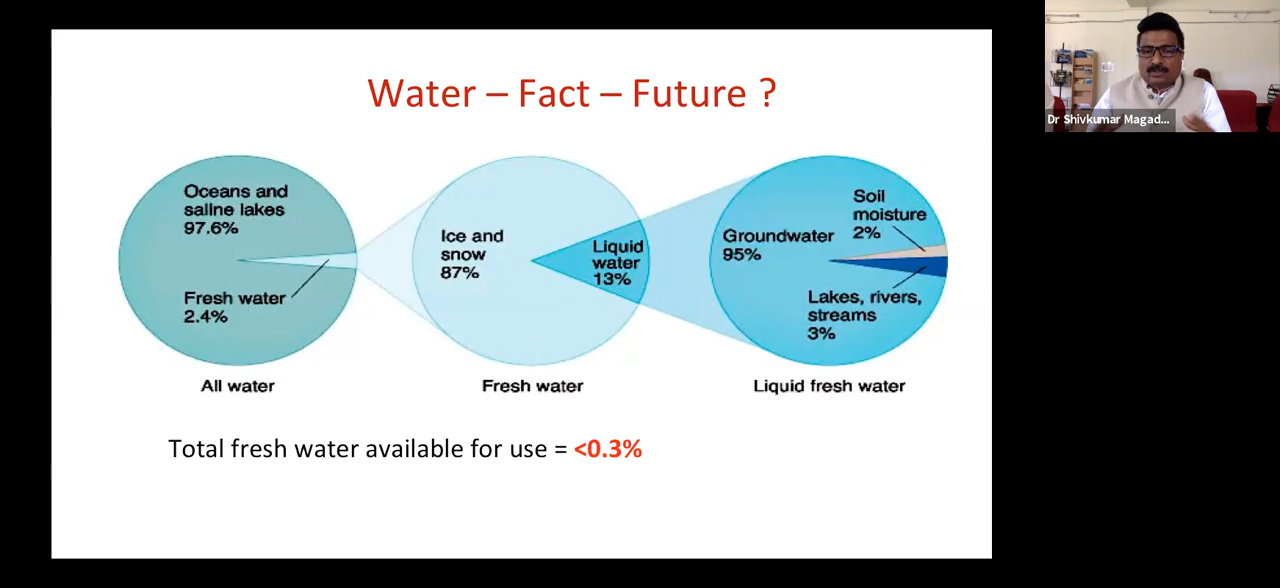 Water – Fact – Future ?
Oceans and
saline lakes
97.6%
Fresh water
2.4%
All water
Ice and
snow
87%
Liquid
water
13%
Fresh water
Groundwater
95%
Soil
moisture
2%
Lakes, rivers,
streams
3%
Liquid fresh water
Total fresh water available for use = <0.3%
Dr Shivkumar Magad...